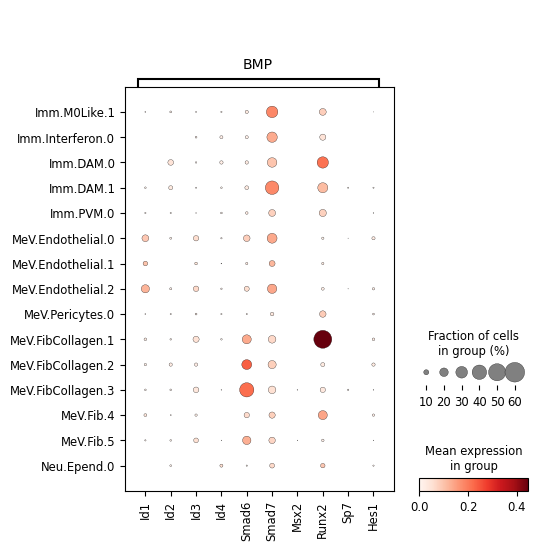 BMP
Imm.M0Like.1
Imm.Interferon.0
Imm.DAM.0
Imm.DAM.1
Imm.PVM.0
MeV.Endothelial.0
MeV.Endothelial.1
MeV.Endothelial.2
MeV.Pericytes.0
MeV.FibCollagen.1
MeV.FibCollagen.2
MeV.FibCollagen.3
MeV.Fib.4
MeV.Fib.5
Neu.Epend.0
Id1
Id2
Id3
Id4
Smad6
Smad7
Msx2
Runx2
Sp7
Hes1
Fraction of cells
in group (%)
10 20 30 40 50 60
Mean expression
in group
0.0 0.2 0.4